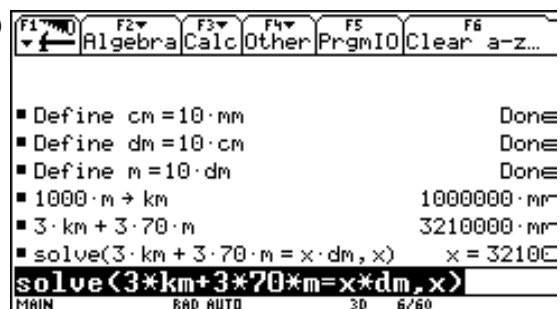 F1 F2 F3 F4 F5 F6
Algebra Calc Other PrgmIO Clear a-z…
▪ Define cm = 10·mm Done
▪ Define dm = 10·cm Done
▪ Define m = 10·dm Done
▪ 1000·m → km 1000000·mm
▪ 3·km + 3·70·m 3210000·mm
▪ solve(3·km + 3·70·m = x·dm, x) x = 3210
solve(3*km+3*70*m=x*dm,x)
MAIN RAD AUTO 3D 6/60